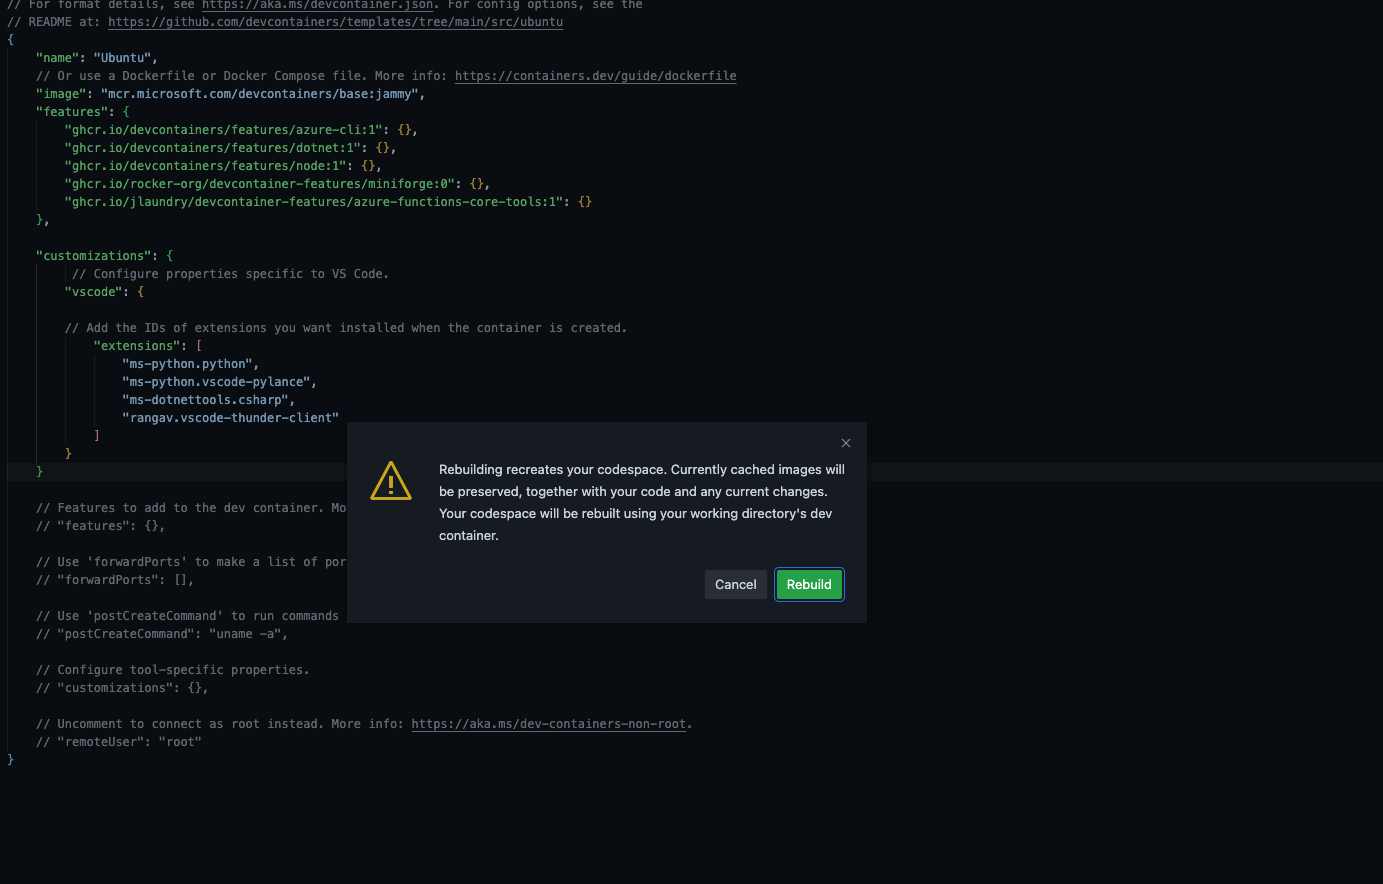 // For format details, see https://aka.ms/devcontainer.json. For config options, see the
// README at: https://github.com/devcontainers/templates/tree/main/src/ubuntu
{
"name": "Ubuntu",
// Or use a Dockerfile or Docker Compose file. More info: https://containers.dev/guide/dockerfile
"image": "mcr.microsoft.com/devcontainers/base:jammy",
"features": {
"ghcr.io/devcontainers/features/azure-cli:1": {},
"ghcr.io/devcontainers/features/dotnet:1": {},
"ghcr.io/devcontainers/features/node:1": {},
"ghcr.io/rocker-org/devcontainer-features/miniforge:0": {},
"ghcr.io/jlaundry/devcontainer-features/azure-functions-core-tools:1": {}
},
"customizations": {
// Configure properties specific to VS Code.
"vscode": {
// Add the IDs of extensions you want installed when the container is created.
"extensions": [
"ms-python.python",
"ms-python.vscode-pylance",
"ms-dotnettools.csharp",
"rangav.vscode-thunder-client"
]
}
}
// Features to add to the dev container. Mo
// "features": {},
// Use 'forwardPorts' to make a list of por
// "forwardPorts": [],
// Use 'postCreateCommand' to run commands
// "postCreateCommand": "uname -a",
// Configure tool-specific properties.
// "customizations": {},
// Uncomment to connect as root instead. More info: https://aka.ms/dev-containers-non-root.
// "remoteUser": "root"
}
Rebuilding recreates your codespace. Currently cached images will
be preserved, together with your code and any current changes.
Your codespace will be rebuilt using your working directory's dev
container.
Cancel
Rebuild